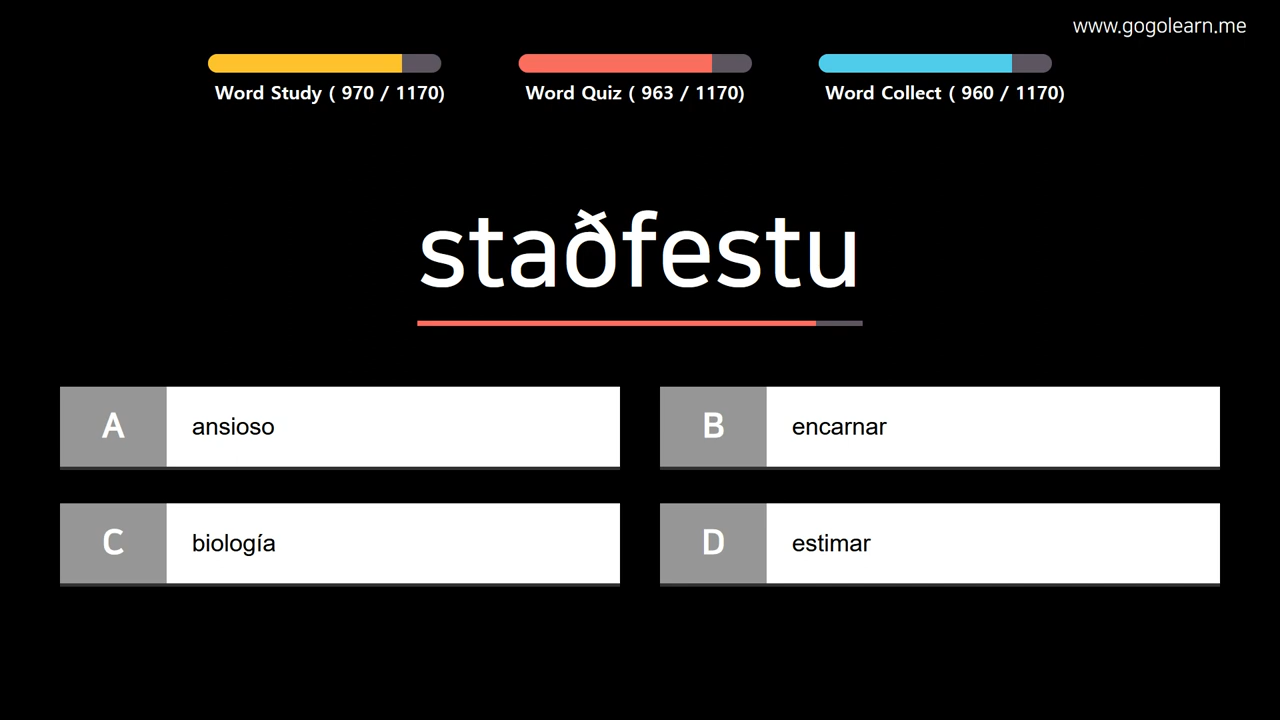 www.gogolearn.me
Word Study ( 970 / 1170)
Word Quiz ( 963 / 1170)
Word Collect ( 960 / 1170)
staðfestu
A ansioso
B encarnar
C biología
D estimar